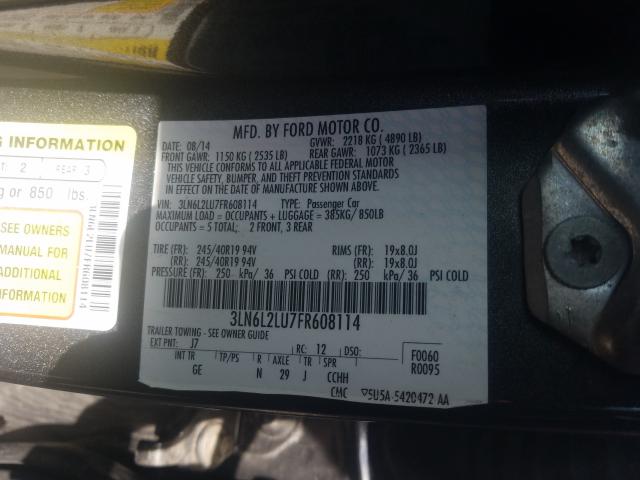 G INFORMATION
T: 2 REAR 3
g or 850 lbs
SEE OWNERS
MANUAL FOR
ADDITIONAL
INFORMATION
3LN6L2LU7FR608114
MFD. BY FORD MOTOR CO.
DATE: 08/14 GVWR: 2218 KG ( 4890 LB)
FRONT GAWR: 1150 KG ( 2535 LB) REAR GAWR: 1073 KG ( 2365 LB)
THIS VEHICLE CONFORMS TO ALL APPLICABLE FEDERAL MOTOR
VEHICLE SAFETY, BUMPER, AND THEFT PREVENTION STANDARDS
IN EFFECT ON THE DATE OF MANUFACTURE SHOWN ABOVE.
VIN: 3LN6L2LU7FR608114 TYPE: Passenger Car
MAXIMUM LOAD = OCCUPANTS + LUGGAGE = 385KG/850LB
OCCUPANTS = 5 TOTAL: 2 FRONT, 3 REAR
TIRE (FR): 245/40R19 94V RIMS (FR): 19x8.0J
(RR): 245/40R19 94V (RR): 19x8.0J
PRESSURE (FR): 250 kPa/ 36 PSI COLD (RR): 250 kPa/ 36 PSI COLD
3LN6L2LU7FR608114
TRAILER TOWING - SEE OWNER GUIDE
EXT PNT: J7 RC: 12 DSO: F0060
INT TR TP/PS R AXLE TR SPR R0095
GE N 29 J CCHH
CMC ▽5U5A-5420472 AA